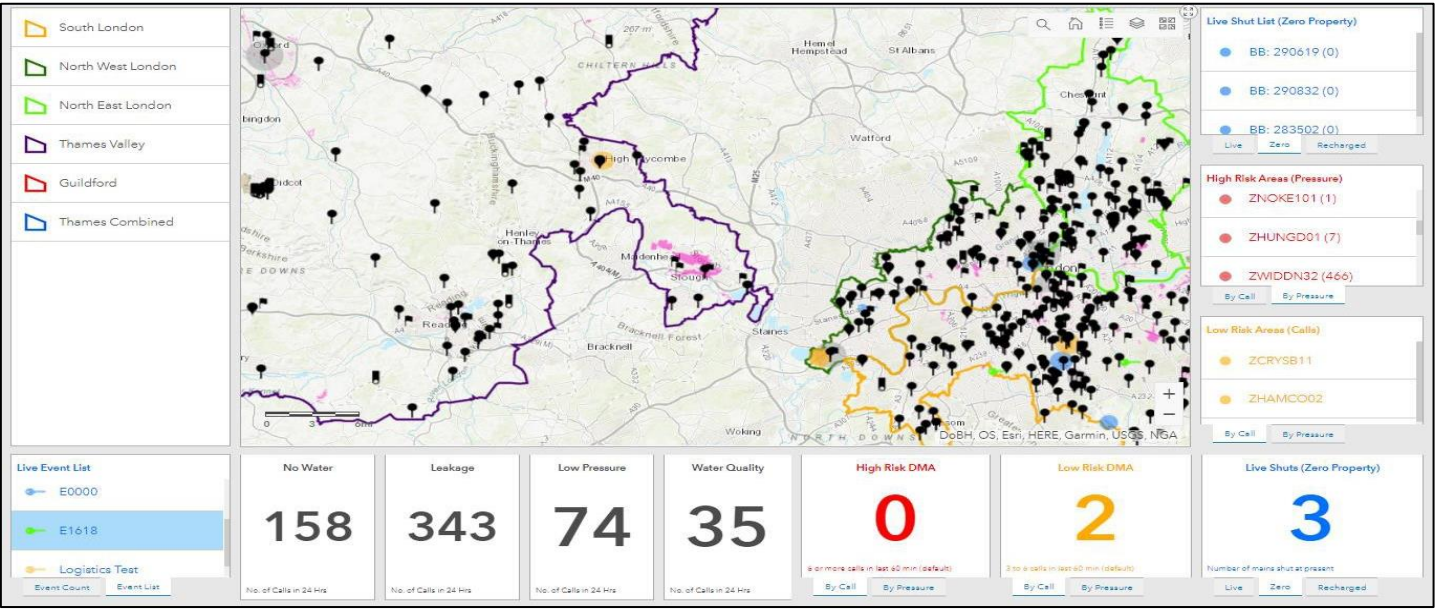 South London
North West London
North East London
Thames Valley
Guildford
Thames Combined
267 m
CHILTERN HILLS
Hemel
Hempstead
St Albans
Watford
Didcot
M40
M25
A413
A412
A404
A5109
Henley
on-Thames
Slough
Bracknell Forest
Bracknell
Staines
Woking
NORTH DOWNS
DoBH, OS, Esri, HERE, Garmin, USGS, NGA
Live Shut List (Zero Property)
BB: 290619 (0)
BB: 290832 (0)
BB: 283502 (0)
Live Zero Recharged
High Risk Areas (Pressure)
ZNOKE101 (1)
ZHUNGD01 (7)
ZWIDDN32 (466)
By Call By Pressure
Low Risk Areas (Calls)
ZCRYSB11
ZHAMCO02
By Call By Pressure
Live Event List
E0000
E1618
Logistics Test
Event Count Event List
No Water
158
No. of Calls in 24 Hrs
Leakage
343
No. of Calls in 24 Hrs
Low Pressure
74
No. of Calls in 24 Hrs
Water Quality
35
No. of Calls in 24 Hrs
High Risk DMA
0
6 or more calls in last 60 min (default)
By Call By Pressure
Low Risk DMA
2
3 to 6 calls in last 60 min (default)
By Call By Pressure
Live Shuts (Zero Property)
3
Number of mains shut at present
Live Zero Recharged